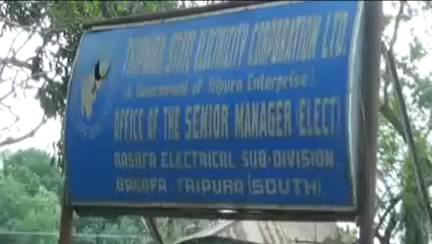 TRIPURA STATE ELECTRICITY CORPORATION LTD.
(A Government of Tripura Enterprise)
OFFICE OF THE SENIOR MANAGER ELECT:
BAGAFA ELECTRICAL SUB-DIVISION.
BAGAFA TRIPURA (SOUTH).